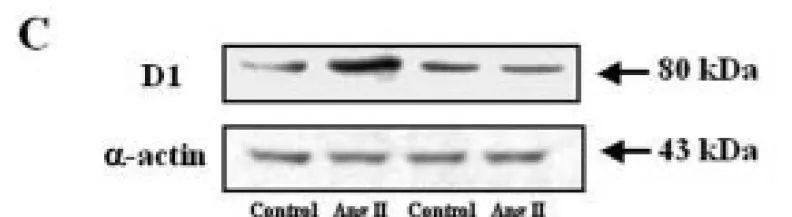 C
D1 80 kDa
α-actin 43 kDa
Control Ang II Control Ang II